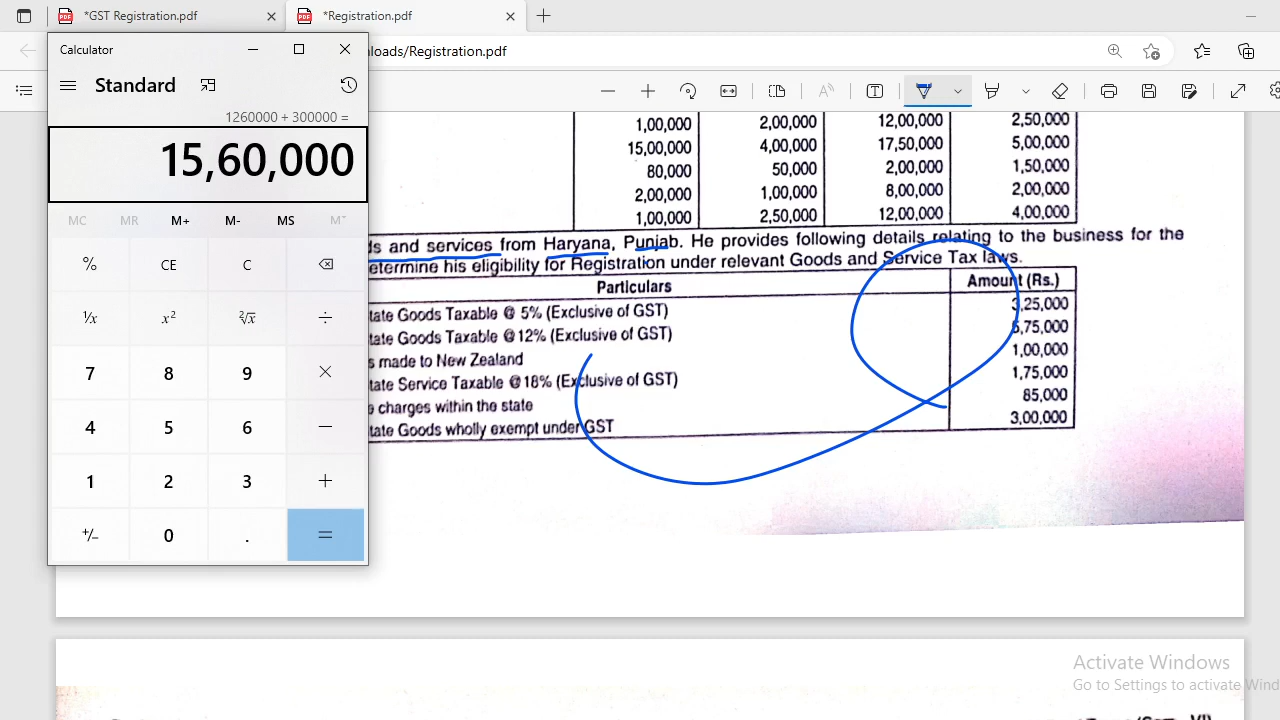 *GST Registration.pdf
*Registration.pdf
Calculator
loads/Registration.pdf
Standard
1260000 + 300000 =
15,60,000
MC MR M+ M- MS M˅
% CE C
¹/x x² ²√x ÷
7 8 9 ×
4 5 6 −
1 2 3 +
+/− 0 . =
1,00,000 2,00,000 12,00,000 2,50,000
15,00,000 4,00,000 17,50,000 5,00,000
80,000 50,000 2,00,000 1,50,000
2,00,000 1,00,000 8,00,000 2,00,000
1,00,000 2,50,000 12,00,000 4,00,000
ds and services from Haryana, Punjab. He provides following details relating to the business for the
etermine his eligibility for Registration under relevant Goods and Service Tax laws.
Particulars Amount (Rs.)
tate Goods Taxable @ 5% (Exclusive of GST) 3,25,000
tate Goods Taxable @ 12% (Exclusive of GST) 5,75,000
s made to New Zealand 1,00,000
tate Service Taxable @ 18% (Exclusive of GST) 1,75,000
e charges within the state 85,000
tate Goods wholly exempt under GST 3,00,000
Activate Windows
Go to Settings to activate Wind